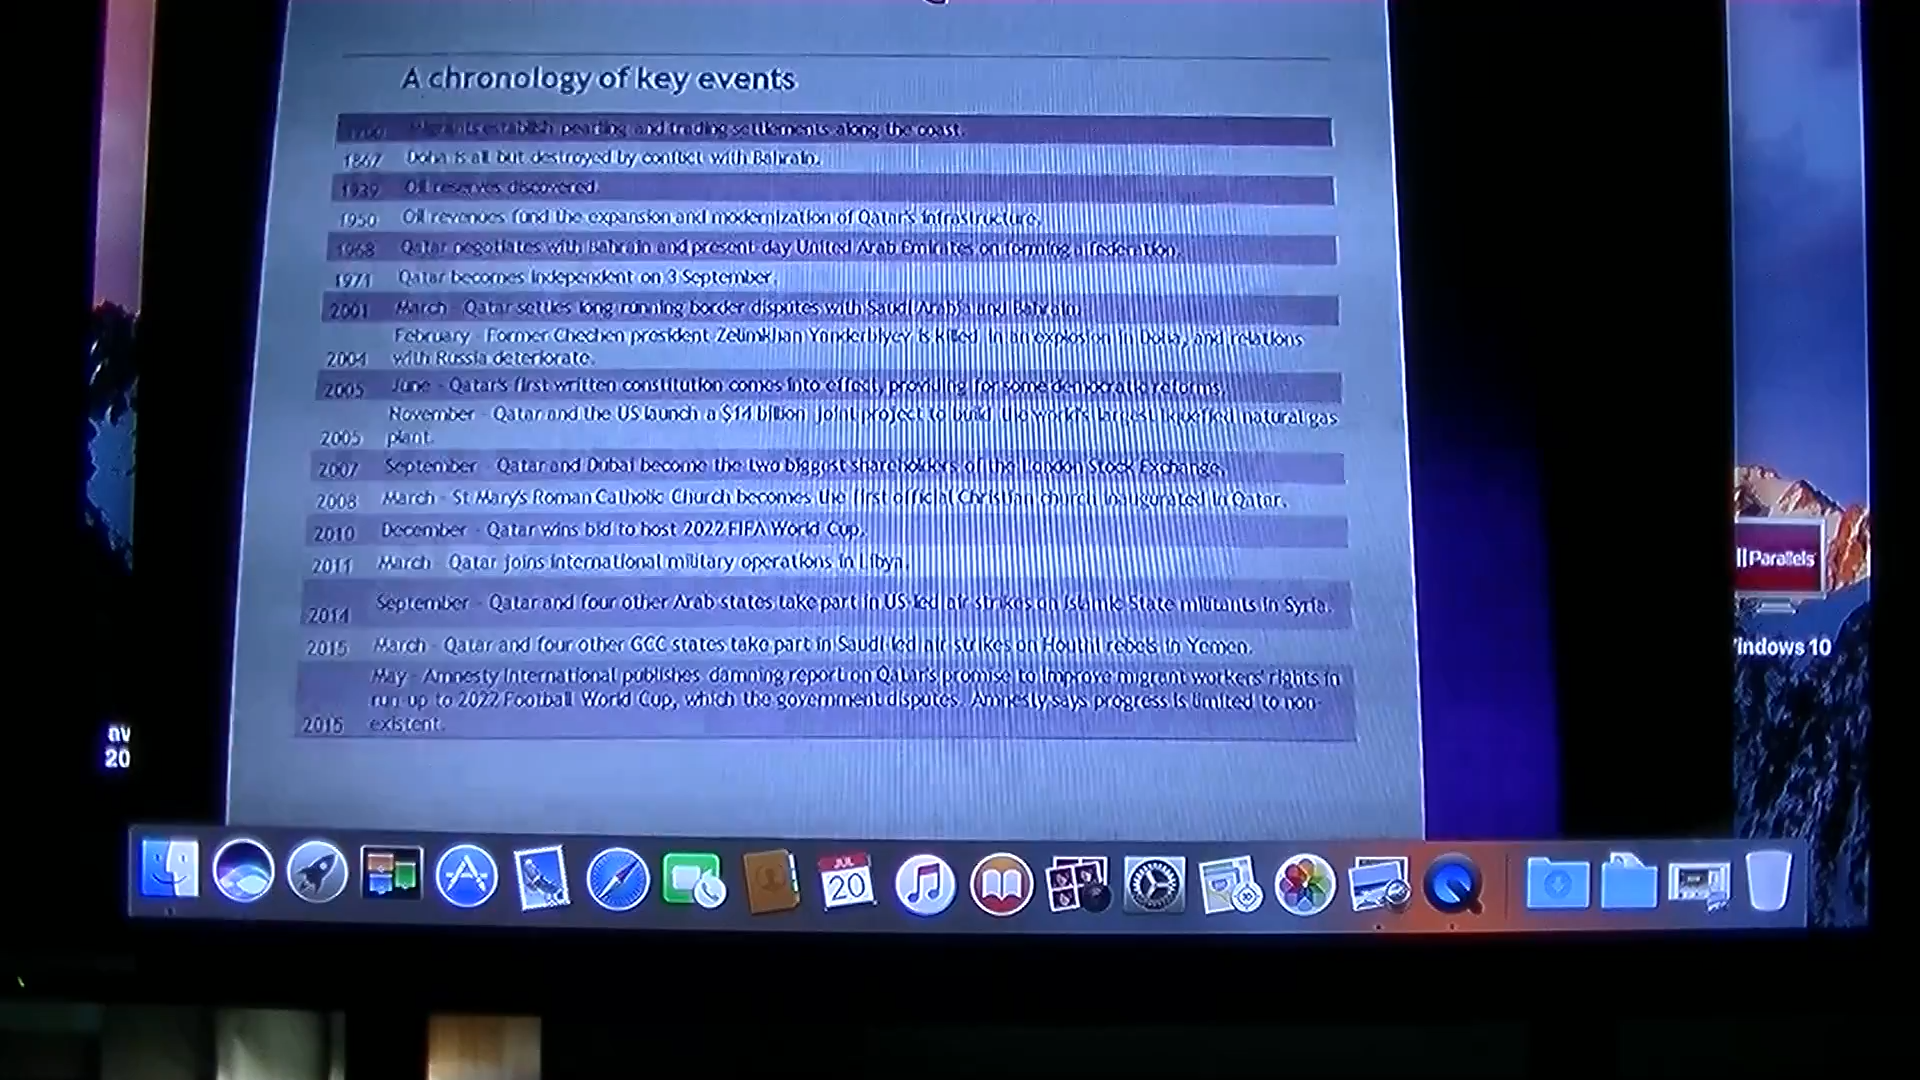 A chronology of key events
1700 Migrants establish pearling and trading settlements along the coast.
1867 Doha is all but destroyed by conflict with Bahrain.
1939 Oil reserves discovered.
1950 Oil revenues fund the expansion and modernization of Qatar's infrastructure.
1968 Qatar negotiates with Bahrain and present-day United Arab Emirates on forming a federation.
1971 Qatar becomes independent on 3 September.
2001 March - Qatar settles long-running border disputes with Saudi Arabia and Bahrain.
February - Former Chechen president Zelimkhan Yanderbiyev is killed in an explosion in Doha, and relations
2004 with Russia deteriorate.
2005 June - Qatar's first written constitution comes into effect, providing for some democratic reforms.
November - Qatar and the US launch a $14 billion joint project to build the world's largest liquefied natural gas
2005 plant.
2007 September - Qatar and Dubai become the two biggest shareholders of the London Stock Exchange.
2008 March - St Mary's Roman Catholic Church becomes the first official Christian church inaugurated in Qatar.
2010 December - Qatar wins bid to host 2022 FIFA World Cup.
2011 March - Qatar joins international military operations in Libya.
September - Qatar and four other Arab states take part in US-led air strikes on Islamic State militants in Syria.
2014
2015 March - Qatar and four other GCC states take part in Saudi-led air strikes on Houthi rebels in Yemen.
May - Amnesty International publishes damning report on Qatar's promise to improve migrant workers' rights in
run-up to 2022 Football World Cup, which the government disputes. Amnesty says progress is limited to non-
2015 existent.
Parallels
indows 10
av
20
JUL
20